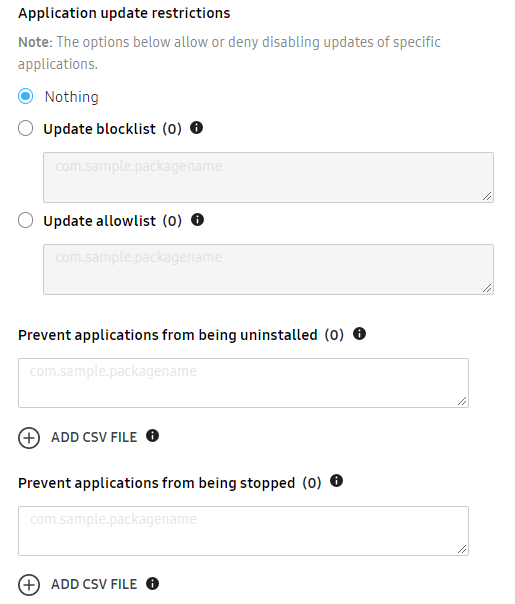 Application update restrictions
Note: The options below allow or deny disabling updates of specific
applications.
Nothing
Update blocklist (0)
com.sample.packagename
Update allowlist (0)
com.sample.packagename
Prevent applications from being uninstalled (0)
com.sample.packagename
ADD CSV FILE
Prevent applications from being stopped (0)
com.sample.packagename
ADD CSV FILE